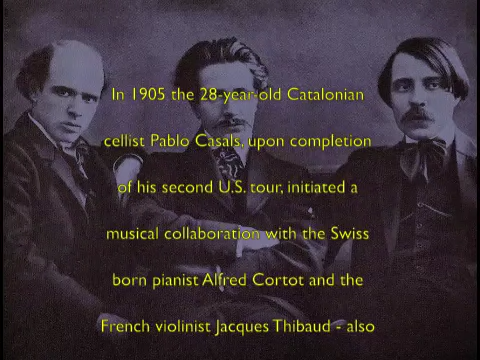 In 1905 the 28-year-old Catalonian
cellist Pablo Casals, upon completion
of his second U.S. tour, initiated a
musical collaboration with the Swiss
born pianist Alfred Cortot and the
French violinist Jacques Thibaud - also